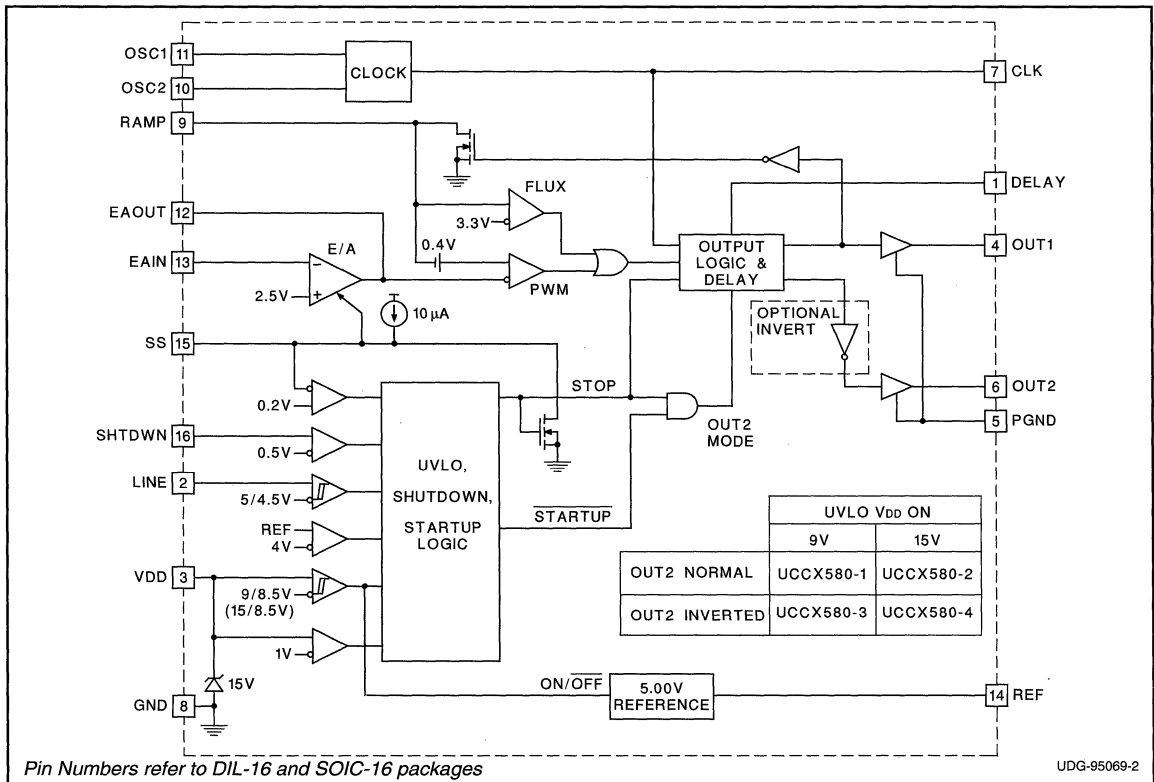 OSC1 11
OSC2 10
CLOCK
7 CLK
RAMP 9
1 DELAY
FLUX
3.3V
EAOUT 12
0.4V
E/A
EAIN 13
2.5V
PWM
OUTPUT
LOGIC &
DELAY
4 OUT1
10 µA
OPTIONAL
INVERT
SS 15
0.2V
STOP
6 OUT2
5 PGND
OUT2
MODE
SHTDWN 16
0.5V
LINE 2
5/4.5V
UVLO,
SHUTDOWN,
STARTUP
LOGIC
STARTUP
REF
4V
VDD 3
9/8.5V
(15/8.5V)
1V
15V
GND 8
UVLO VDD ON
9V 15V
OUT2 NORMAL UCCX580-1 UCCX580-2
OUT2 INVERTED UCCX580-3 UCCX580-4
ON/OFF
5.00V
REFERENCE
14 REF
Pin Numbers refer to DIL-16 and SOIC-16 packages
UDG-95069-2